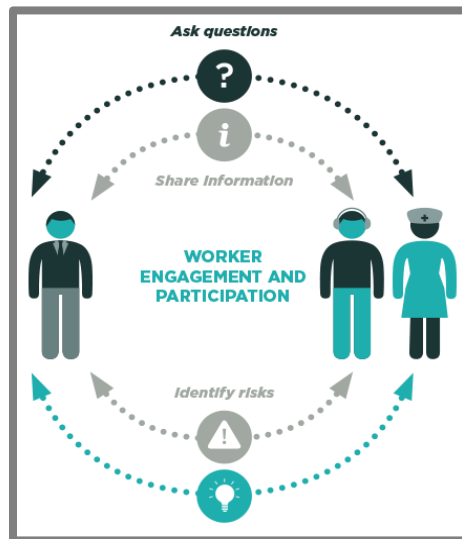 Ask questions
?
i
Share Information
WORKER
ENGAGEMENT AND
PARTICIPATION
Identify risks
!